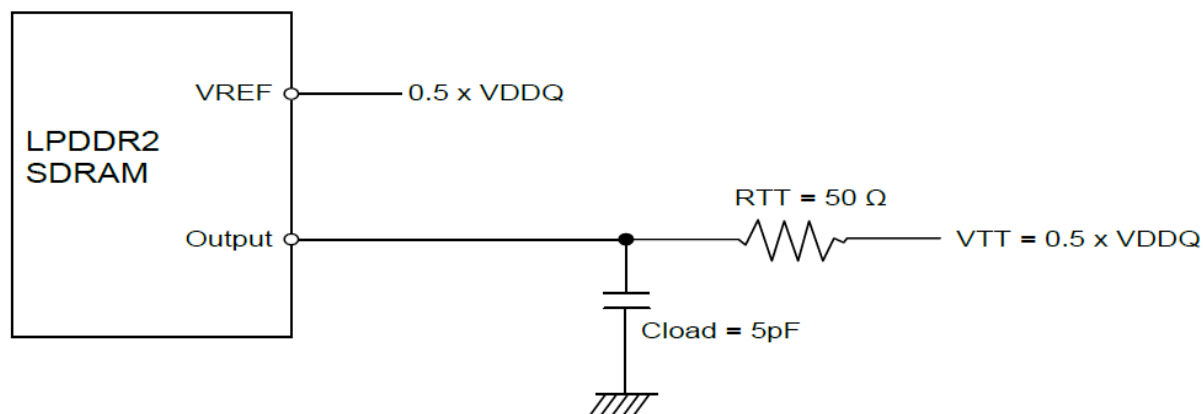 VREF
0.5 x VDDQ
LPDDR2
SDRAM
RTT = 50 Ω
Output
VTT = 0.5 x VDDQ
Cload = 5pF